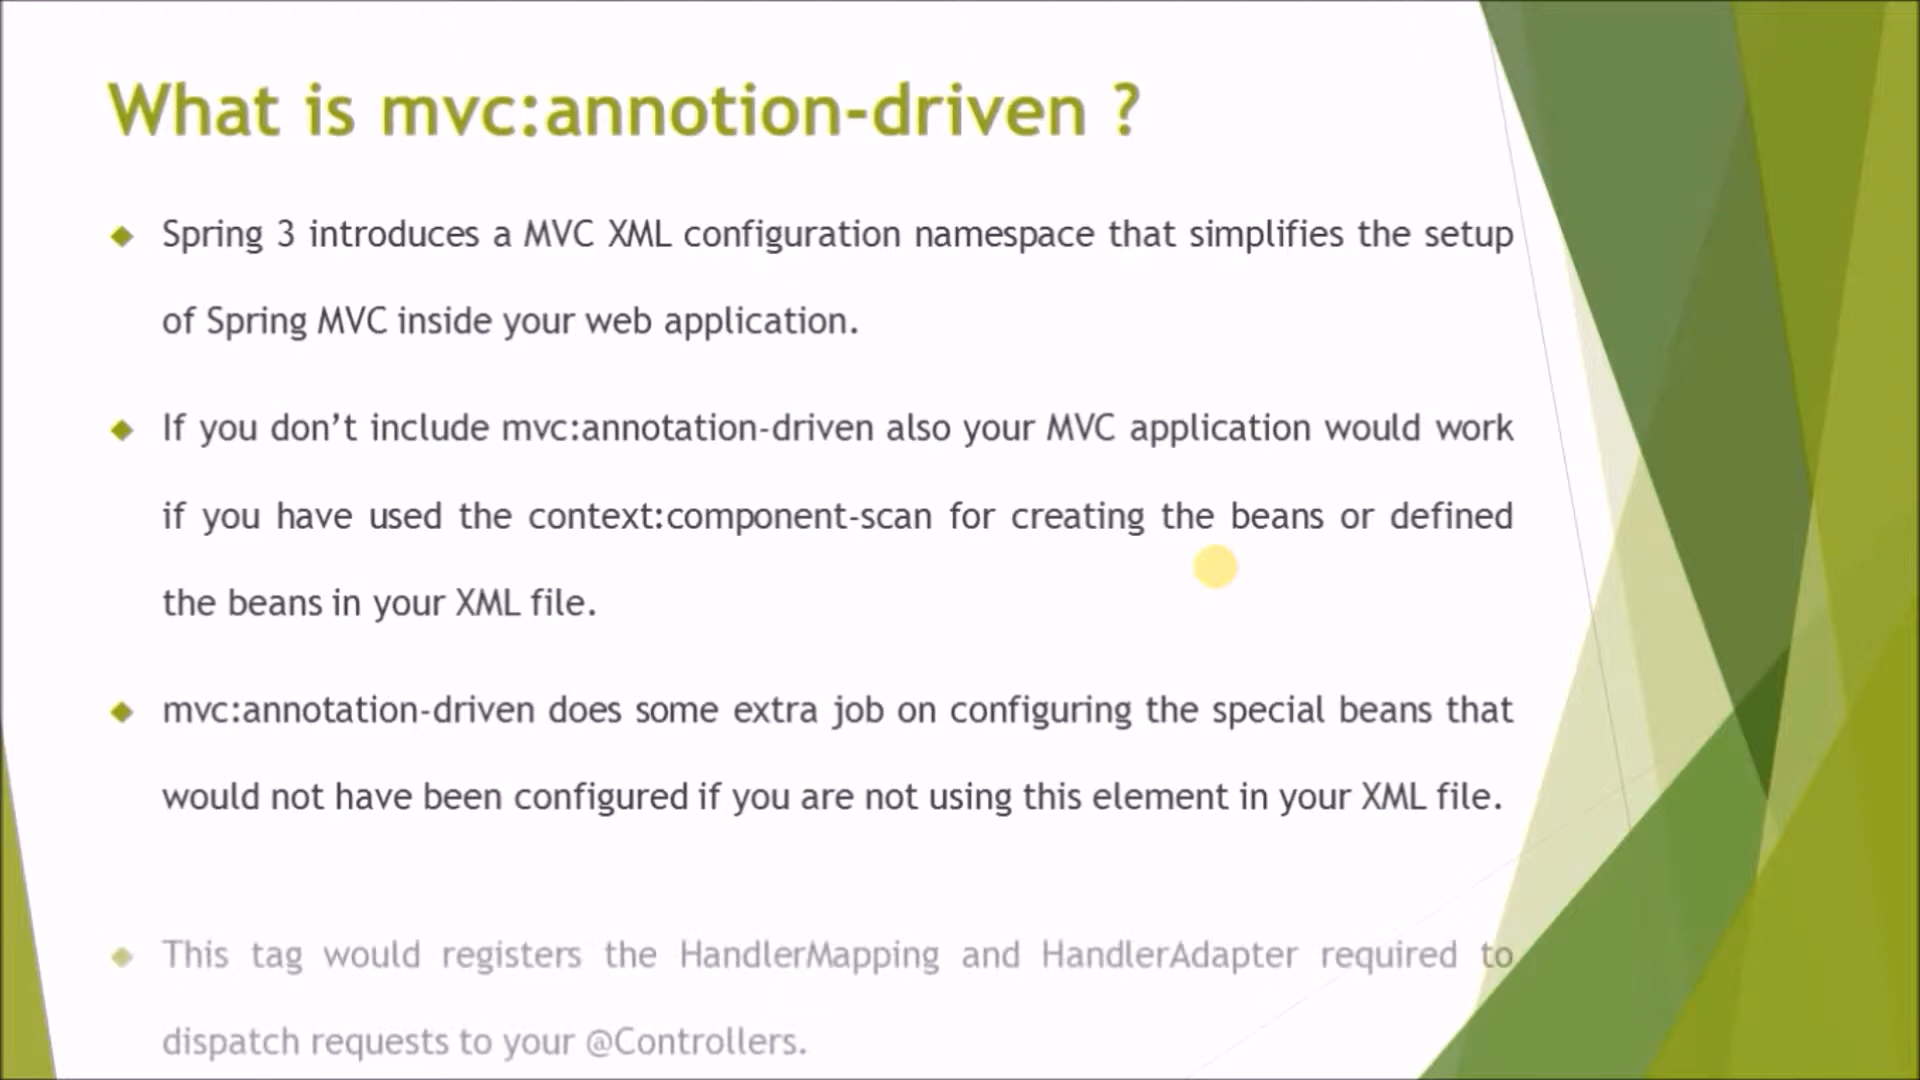 What is mvc:annotion-driven ?
Spring 3 introduces a MVC XML configuration namespace that simplifies the setup
of Spring MVC inside your web application.
If you don’t include mvc:annotation-driven also your MVC application would work
if you have used the context:component-scan for creating the beans or defined
the beans in your XML file.
mvc:annotation-driven does some extra job on configuring the special beans that
would not have been configured if you are not using this element in your XML file.
This tag would registers the HandlerMapping and HandlerAdapter required to
dispatch requests to your @Controllers.